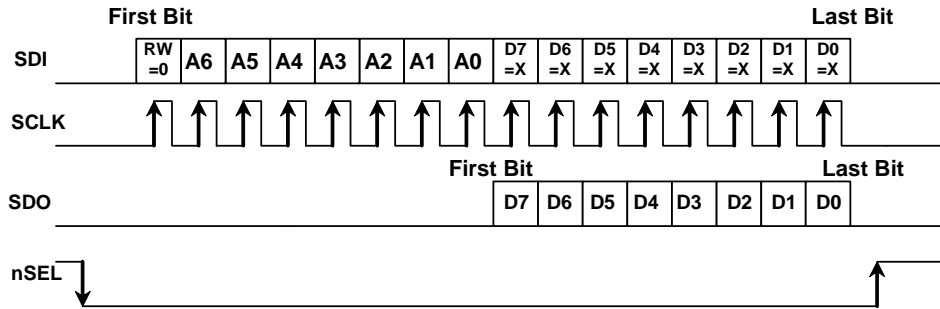 First Bit Last Bit
SDI RW =0 A6 A5 A4 A3 A2 A1 A0 D7 =X D6 =X D5 =X D4 =X D3 =X D2 =X D1 =X D0 =X
SCLK
First Bit Last Bit
SDO D7 D6 D5 D4 D3 D2 D1 D0
nSEL